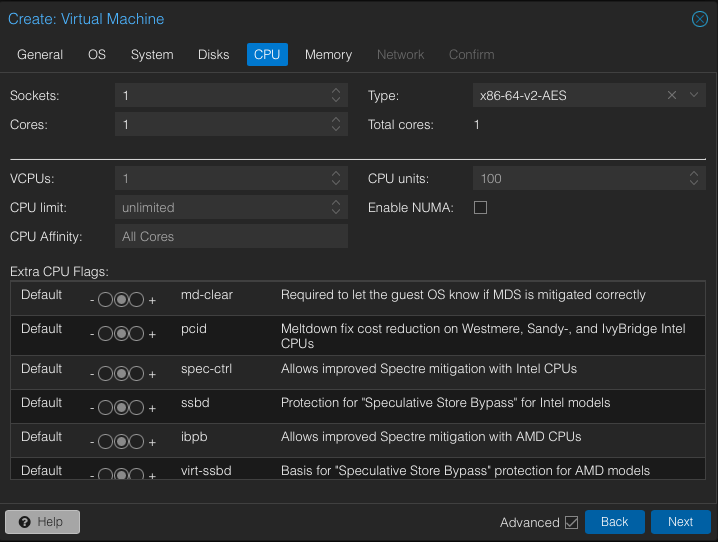 Create: Virtual Machine
General OS System Disks CPU Memory Network Confirm
Sockets: 1 Type: x86-64-v2-AES
Cores: 1 Total cores: 1
VCPUs: 1 CPU units: 100
CPU limit: unlimited Enable NUMA:
CPU Affinity: All Cores
Extra CPU Flags:
Default - + md-clear Required to let the guest OS know if MDS is mitigated correctly
Default - + pcid Meltdown fix cost reduction on Westmere, Sandy-, and IvyBridge Intel
CPUs
Default - + spec-ctrl Allows improved Spectre mitigation with Intel CPUs
Default - + ssbd Protection for "Speculative Store Bypass" for Intel models
Default - + ibpb Allows improved Spectre mitigation with AMD CPUs
Default - + virt-ssbd Basis for "Speculative Store Bypass" protection for AMD models
? Help Advanced Back Next